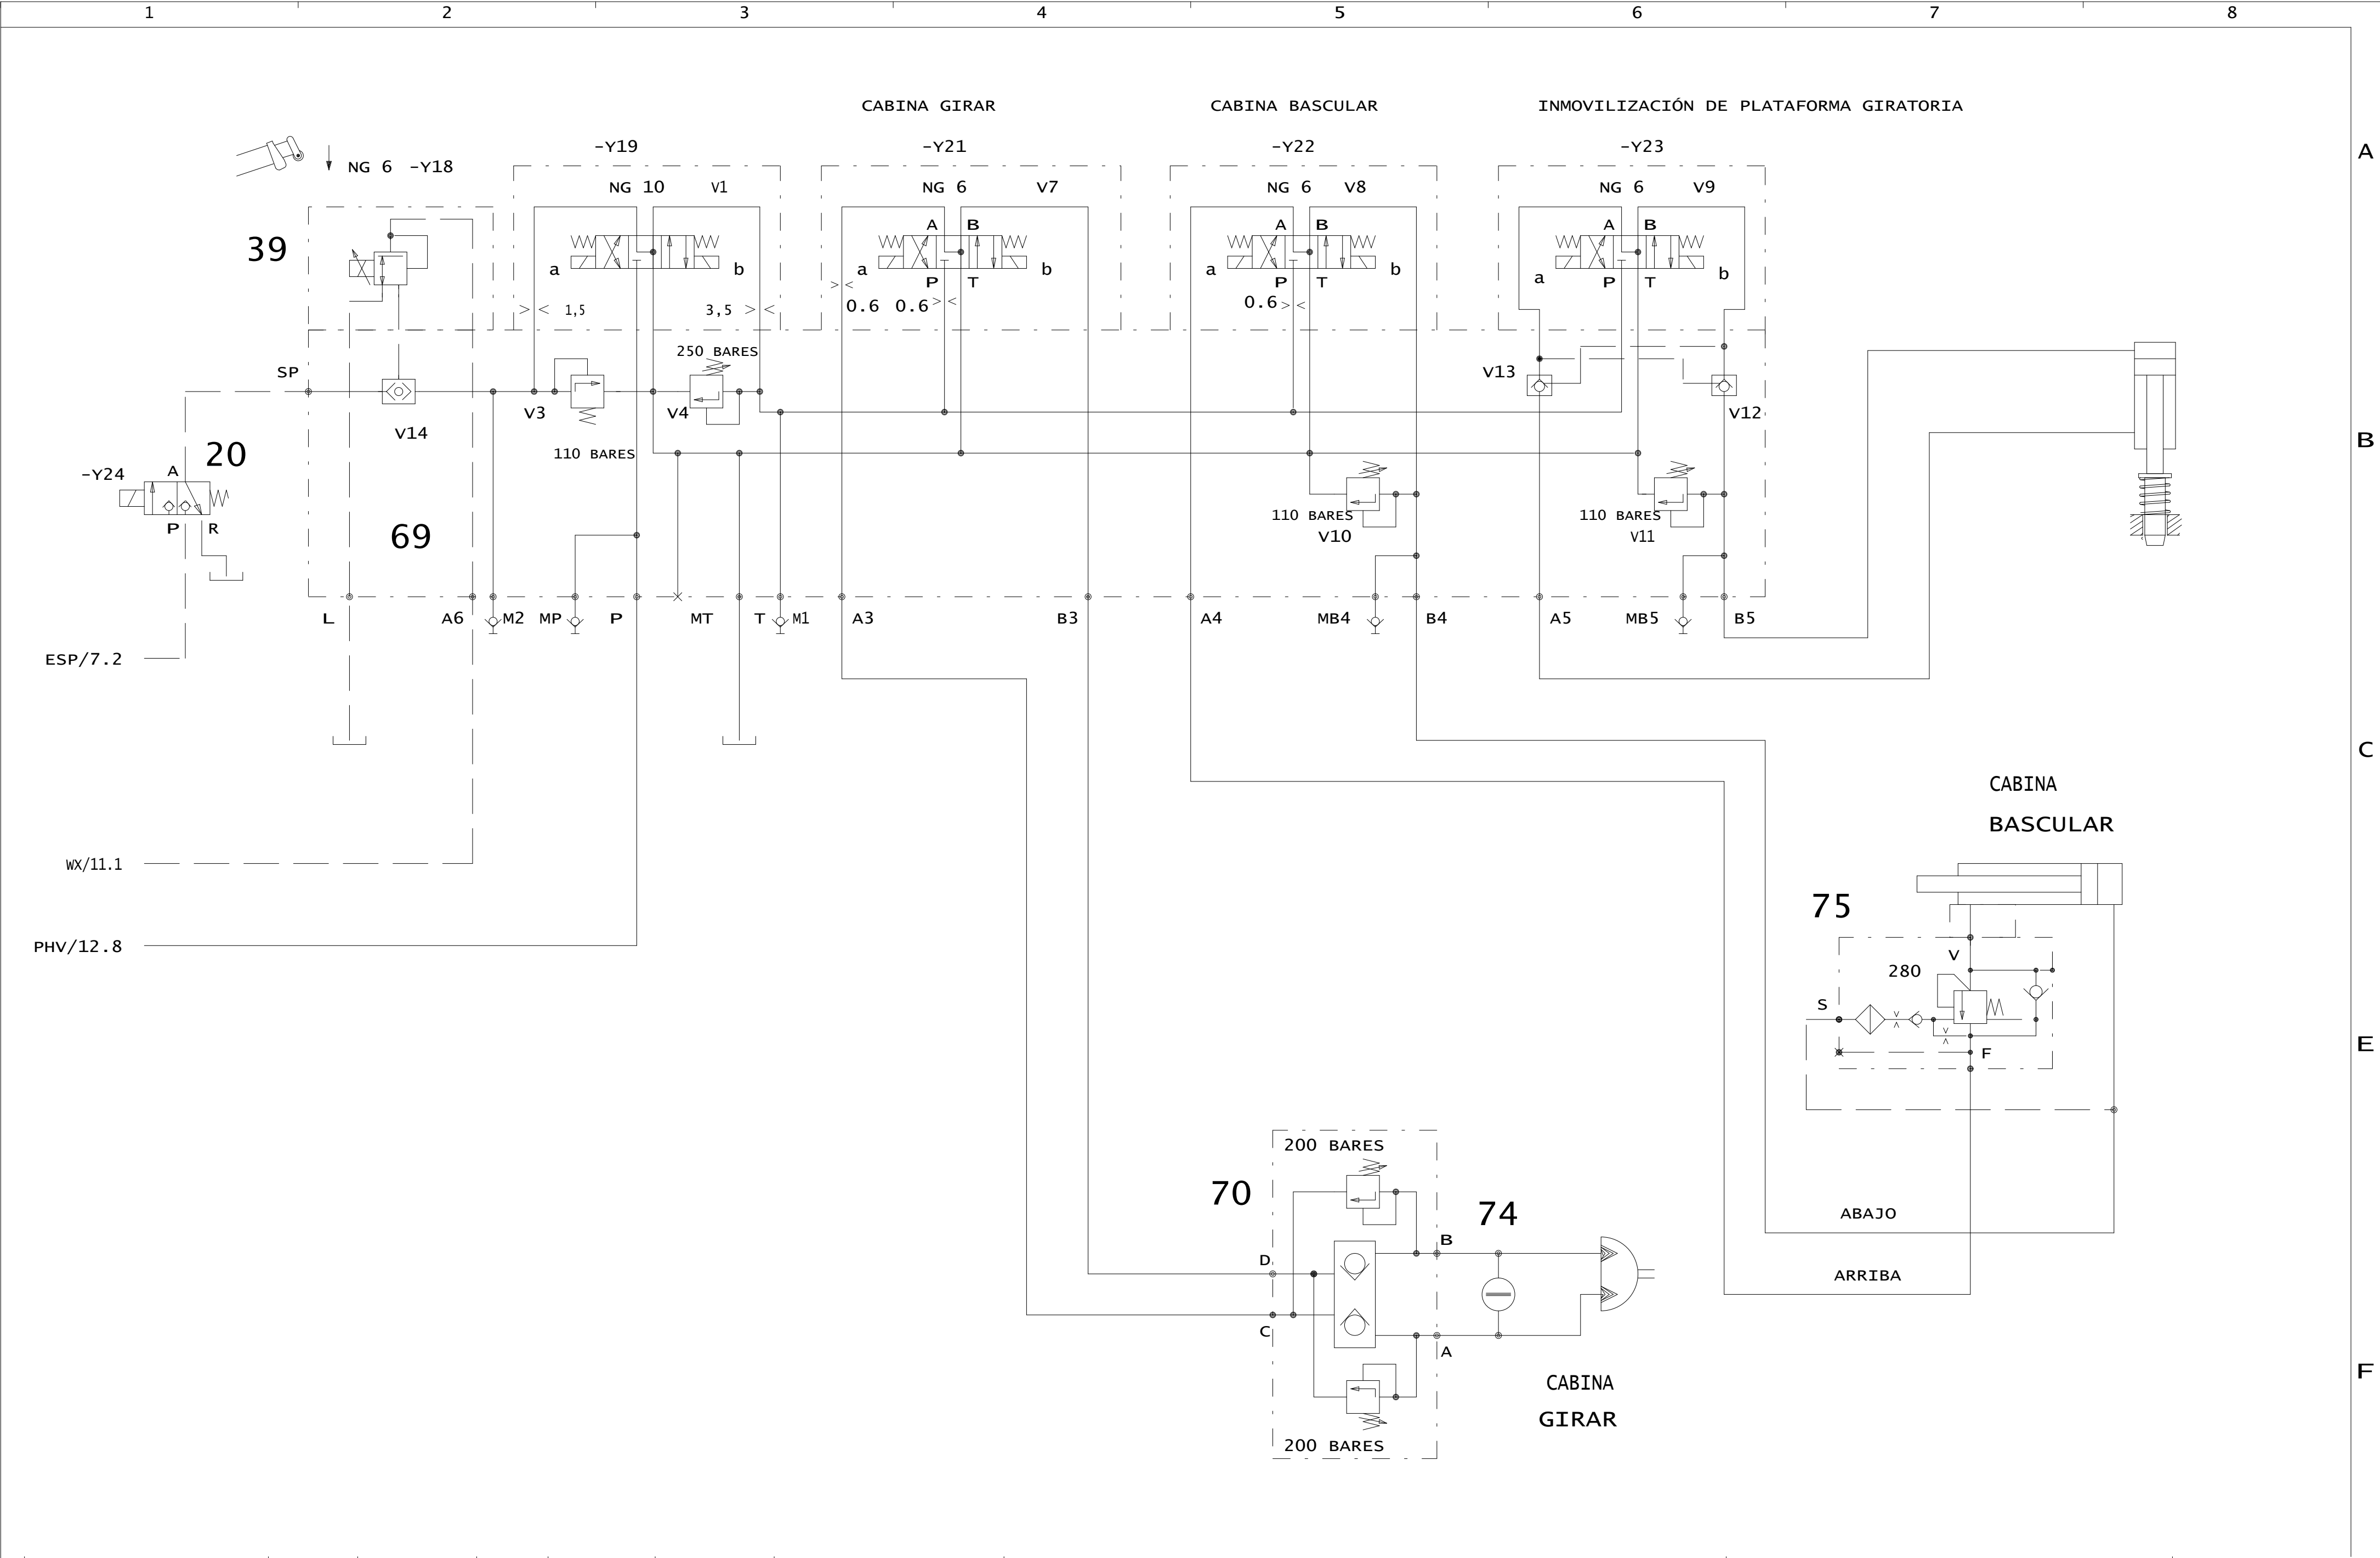 1 2 3 4 5 6 7 8
CABINA GIRAR CABINA BASCULAR INMOVILIZACIÓN DE PLATAFORMA GIRATORIA
-Y19 -Y21 -Y22 -Y23
A
NG 6 -Y18
NG 10 V1 NG 6 V7 NG 6 V8 NG 6 V9
A B A B A B
39
a b a b a b a b
P T P T P T
1,5 3,5 0.6 0.6 0.6
250 BARES
SP V13
V3 V4 V12
V14
110 BARES
B
20
-Y24 A
P R
69
110 BARES 110 BARES
V10 V11
L A6 M2 MP P MT T M1 A3 B3 A4 MB4 B4 A5 MB5 B5
ESP/7.2
C
CABINA
BASCULAR
WX/11.1
75
PHV/12.8
V
280
S
F
E
200 BARES
70 74
ABAJO
B
D
ARRIBA
C
A
F
CABINA
GIRAR
200 BARES